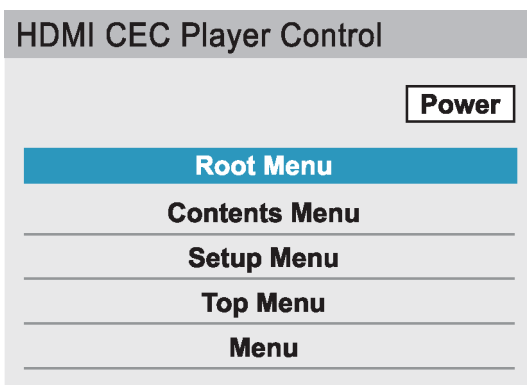 HDMI CEC Player Control
Power
Root Menu
Contents Menu
Setup Menu
Top Menu
Menu